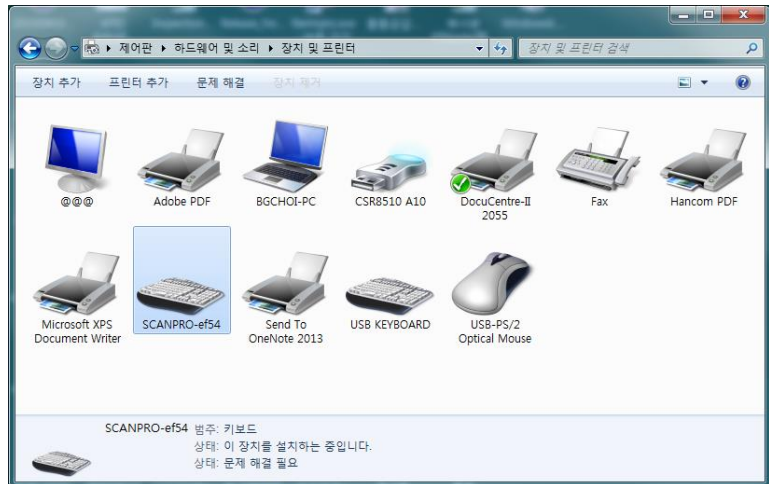 제어판 ▸ 하드웨어 및 소리 ▸ 장치 및 프린터
장치 및 프린터 검색
장치 추가 프린터 추가 문제 해결 장치 제거
@@@
Adobe PDF
BGCHOI-PC
CSR8510 A10
DocuCentre-II
2055
Fax
Hancom PDF
Microsoft XPS
Document Writer
SCANPRO-ef54
Send To
OneNote 2013
USB KEYBOARD
USB-PS/2
Optical Mouse
SCANPRO-ef54 범주: 키보드
상태: 이 장치를 설치하는 중입니다.
상태: 문제 해결 필요